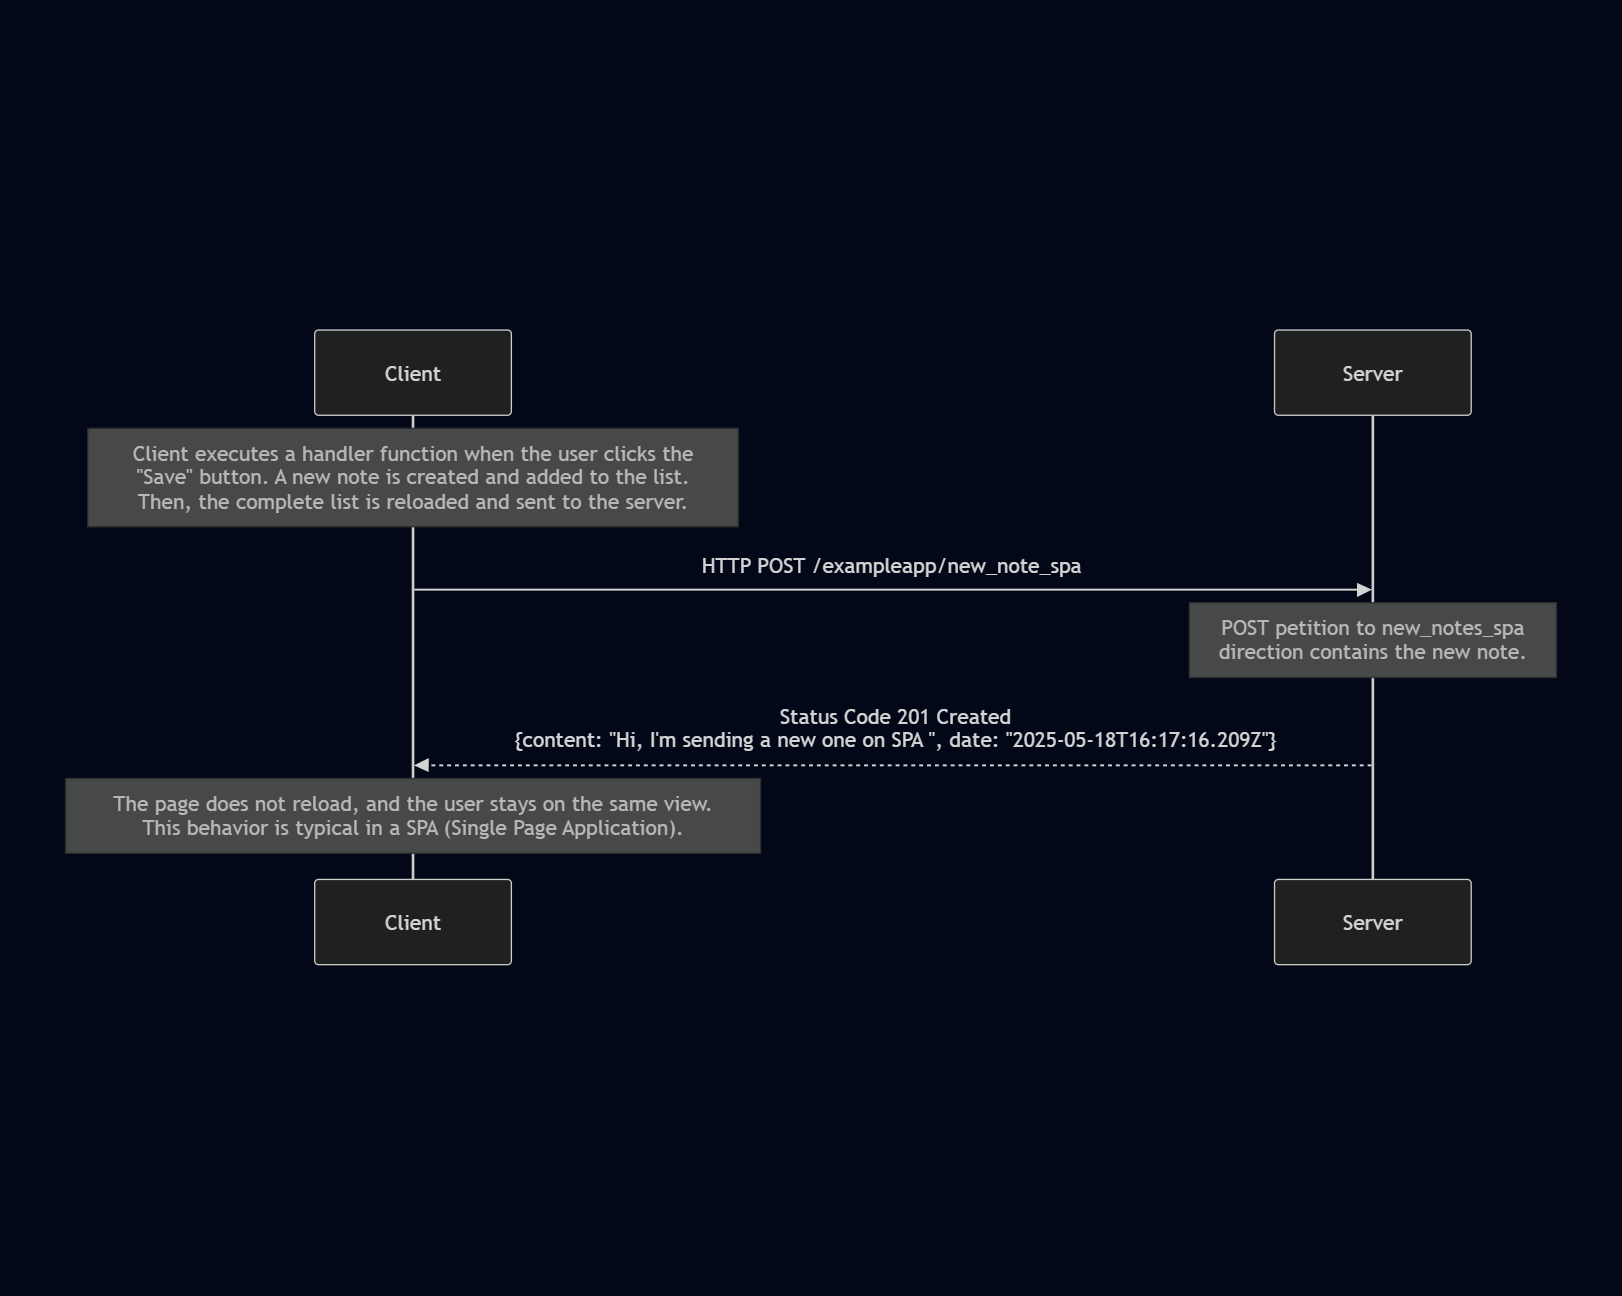 Client
Server
Client executes a handler function when the user clicks the
"Save" button. A new note is created and added to the list.
Then, the complete list is reloaded and sent to the server.
HTTP POST /exampleapp/new_note_spa
POST petition to new_notes_spa
direction contains the new note.
Status Code 201 Created
{content: "Hi, I'm sending a new one on SPA ", date: "2025-05-18T16:17:16.209Z"}
The page does not reload, and the user stays on the same view.
This behavior is typical in a SPA (Single Page Application).
Client
Server